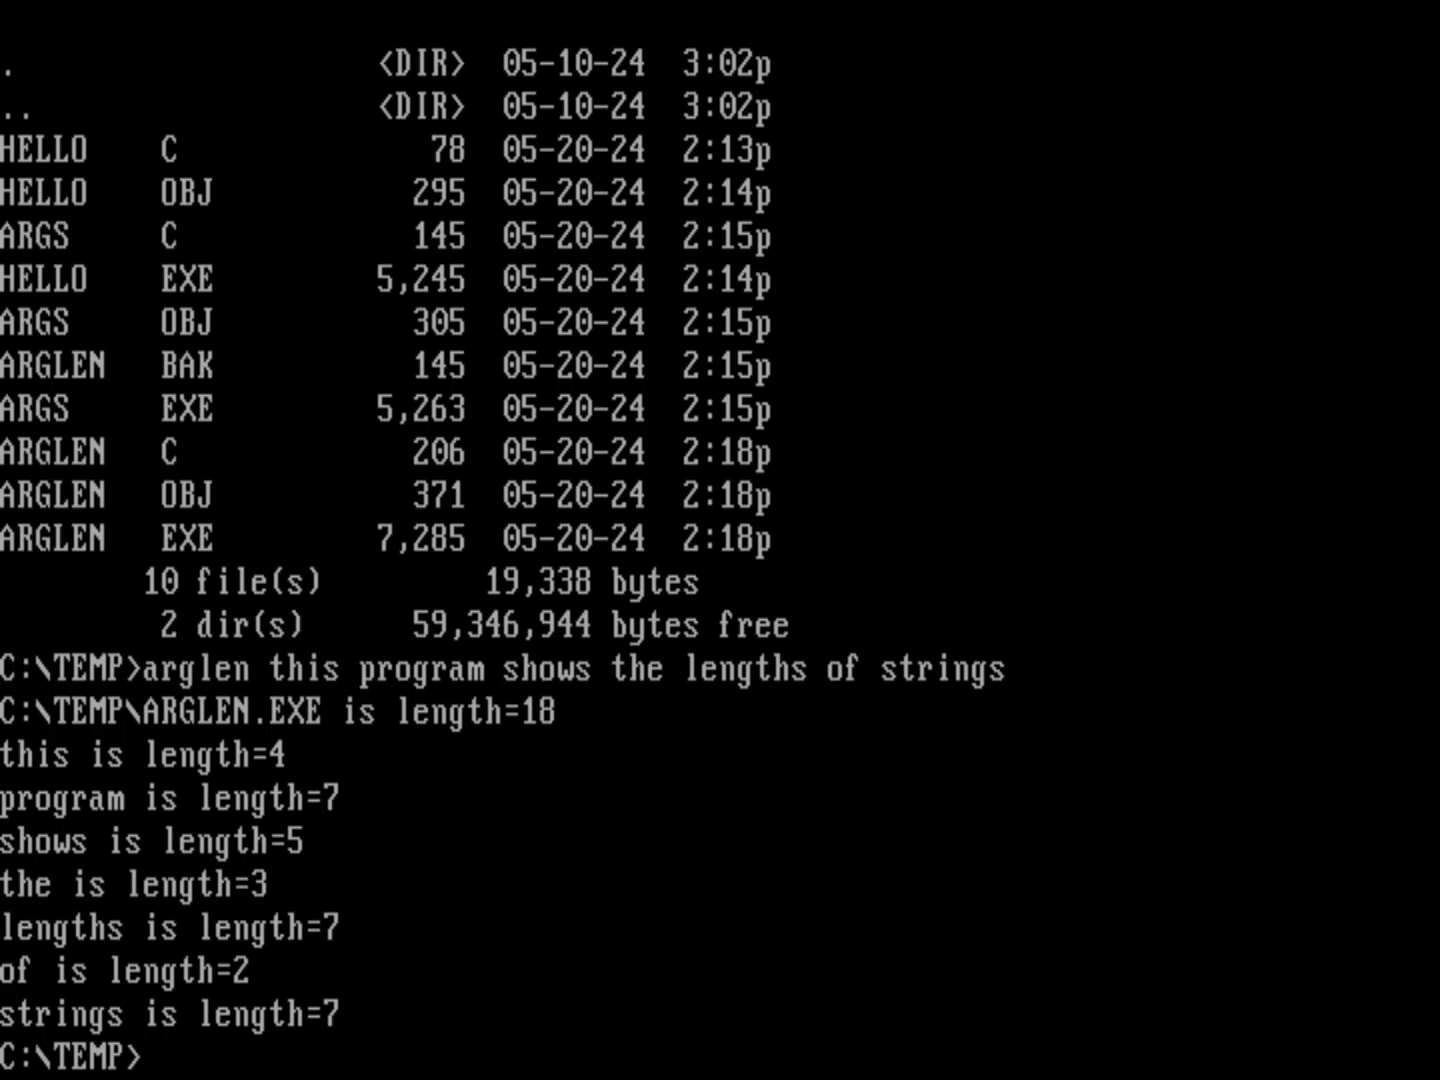 .                    <DIR>  05-10-24  3:02p
..                   <DIR>  05-10-24  3:02p
HELLO    C              78  05-20-24  2:13p
HELLO    OBJ           295  05-20-24  2:14p
ARGS     C             145  05-20-24  2:15p
HELLO    EXE         5,245  05-20-24  2:14p
ARGS     OBJ           305  05-20-24  2:15p
ARGLEN   BAK           145  05-20-24  2:15p
ARGS     EXE         5,263  05-20-24  2:15p
ARGLEN   C             206  05-20-24  2:18p
ARGLEN   OBJ           371  05-20-24  2:18p
ARGLEN   EXE         7,285  05-20-24  2:18p
        10 file(s)         19,338 bytes
         2 dir(s)      59,346,944 bytes free
C:\TEMP>arglen this program shows the lengths of strings
C:\TEMP\ARGLEN.EXE is length=18
this is length=4
program is length=7
shows is length=5
the is length=3
lengths is length=7
of is length=2
strings is length=7
C:\TEMP>